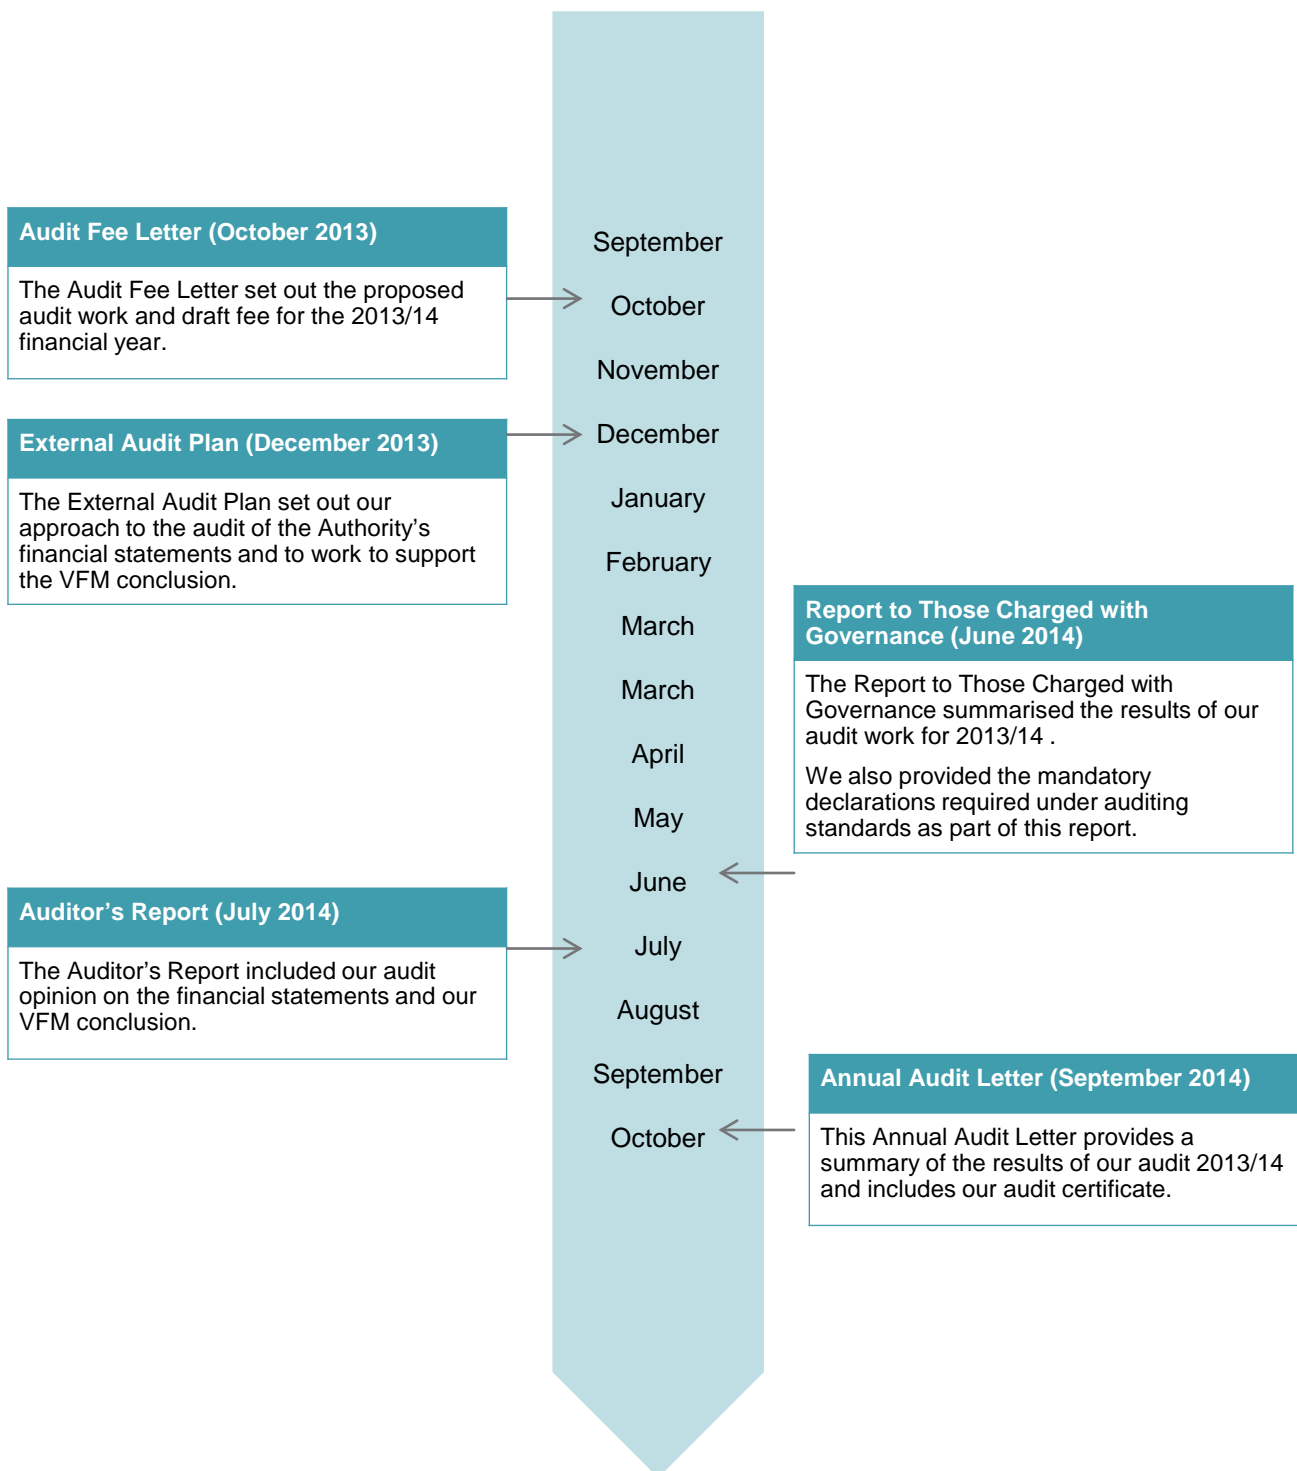 Audit Fee Letter (October 2013)
The Audit Fee Letter set out the proposed
audit work and draft fee for the 2013/14
financial year.
External Audit Plan (December 2013)
The External Audit Plan set out our
approach to the audit of the Authority’s
financial statements and to work to support
the VFM conclusion.
Auditor’s Report (July 2014)
The Auditor’s Report included our audit
opinion on the financial statements and our
VFM conclusion.
September
October
November
December
January
February
March
March
April
May
June
July
August
September
October
Report to Those Charged with
Governance (June 2014)
The Report to Those Charged with
Governance summarised the results of our
audit work for 2013/14 .
We also provided the mandatory
declarations required under auditing
standards as part of this report.
Annual Audit Letter (September 2014)
This Annual Audit Letter provides a
summary of the results of our audit 2013/14
and includes our audit certificate.